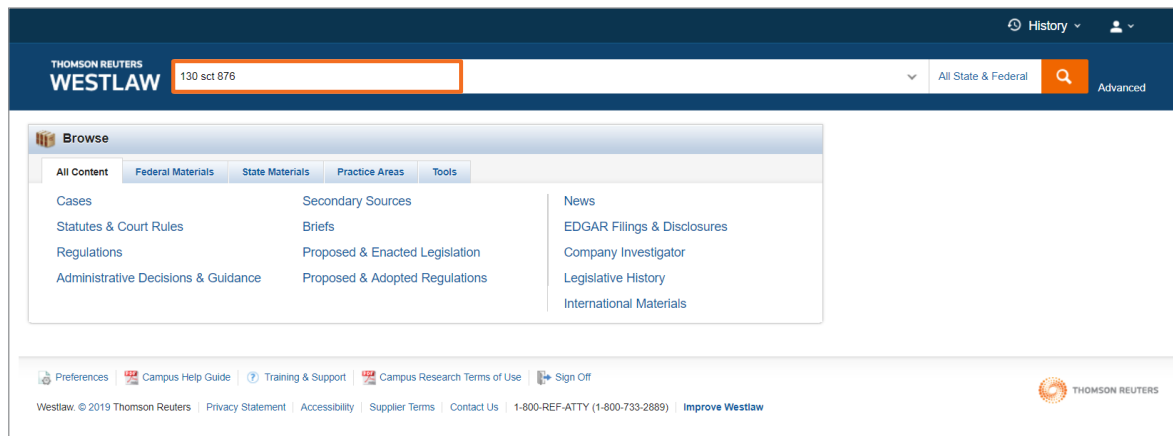 History
THOMSON REUTERS
WESTLAW
130 sct 876
All State & Federal
Advanced
Browse
All Content Federal Materials State Materials Practice Areas Tools
Cases Secondary Sources News
Statutes & Court Rules Briefs EDGAR Filings & Disclosures
Regulations Proposed & Enacted Legislation Company Investigator
Administrative Decisions & Guidance Proposed & Adopted Regulations Legislative History
International Materials
Preferences Campus Help Guide Training & Support Campus Research Terms of Use Sign Off
THOMSON REUTERS
Westlaw. © 2019 Thomson Reuters Privacy Statement Accessibility Supplier Terms Contact Us 1-800-REF-ATTY (1-800-733-2889) Improve Westlaw